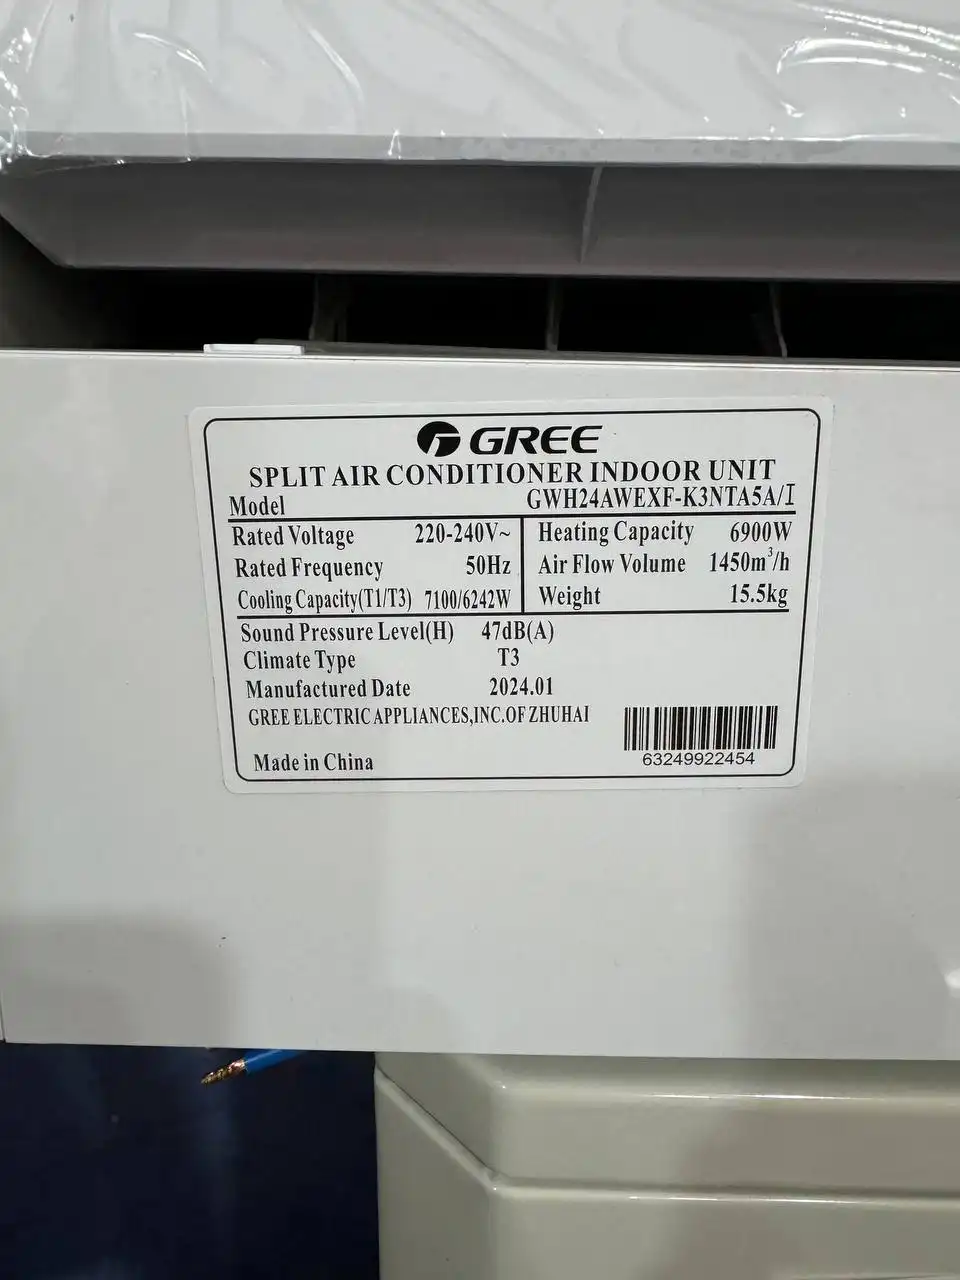 GREE
SPLIT AIR CONDITIONER INDOOR UNIT
Model GWH24AWEXF-K3NTA5A/I
Rated Voltage 220-240V~ Heating Capacity 6900W
Rated Frequency 50Hz Air Flow Volume 1450m³/h
Cooling Capacity(T1/T3) 7100/6242W Weight 15.5kg
Sound Pressure Level(H) 47dB(A)
Climate Type T3
Manufactured Date 2024.01
GREE ELECTRIC APPLIANCES,INC.OF ZHUHAI
Made in China
63249922454